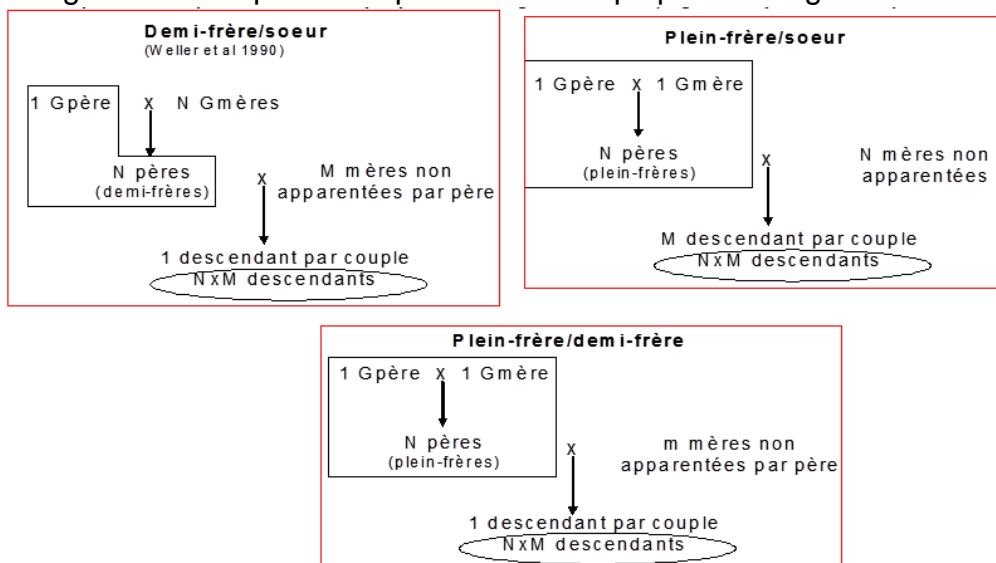 Demi-frère/soeur
(Weller et al 1990)
1 Gpère x N Gmères
N pères
(demi-frères)
x
M mères non
apparentées par père
1 descendant par couple
NxM descendants
Plein-frère/soeur
1 Gpère x 1 Gmère
N pères
(plein-frères)
x
N mères non
apparentées
M descendant par couple
NxM descendants
Plein-frère/demi-frère
1 Gpère x 1 Gmère
N pères
(plein-frères)
x
m mères non
apparentées par père
1 descendant par couple
NxM descendants